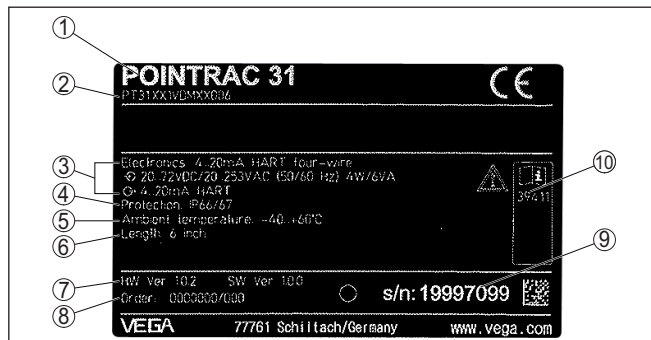 ①
POINTRAC 31
②
PT31XX1VDMXX006
③
Electronics: 4..20mA HART four-wire
20..72VDC/20..253VAC (50/60 Hz) 4W/6VA
4..20mA HART
④
Protection: IP66/67
⑤
Ambient temperature: -40..+60°C
⑥
Length: 6 inch
⑩
39411
⑦
HW Ver. 1.0.2 SW Ver. 1.0.0
⑨
⑧
Order: 0000000/000
s/n: 19997099
VEGA 77761 Schiltach/Germany www.vega.com